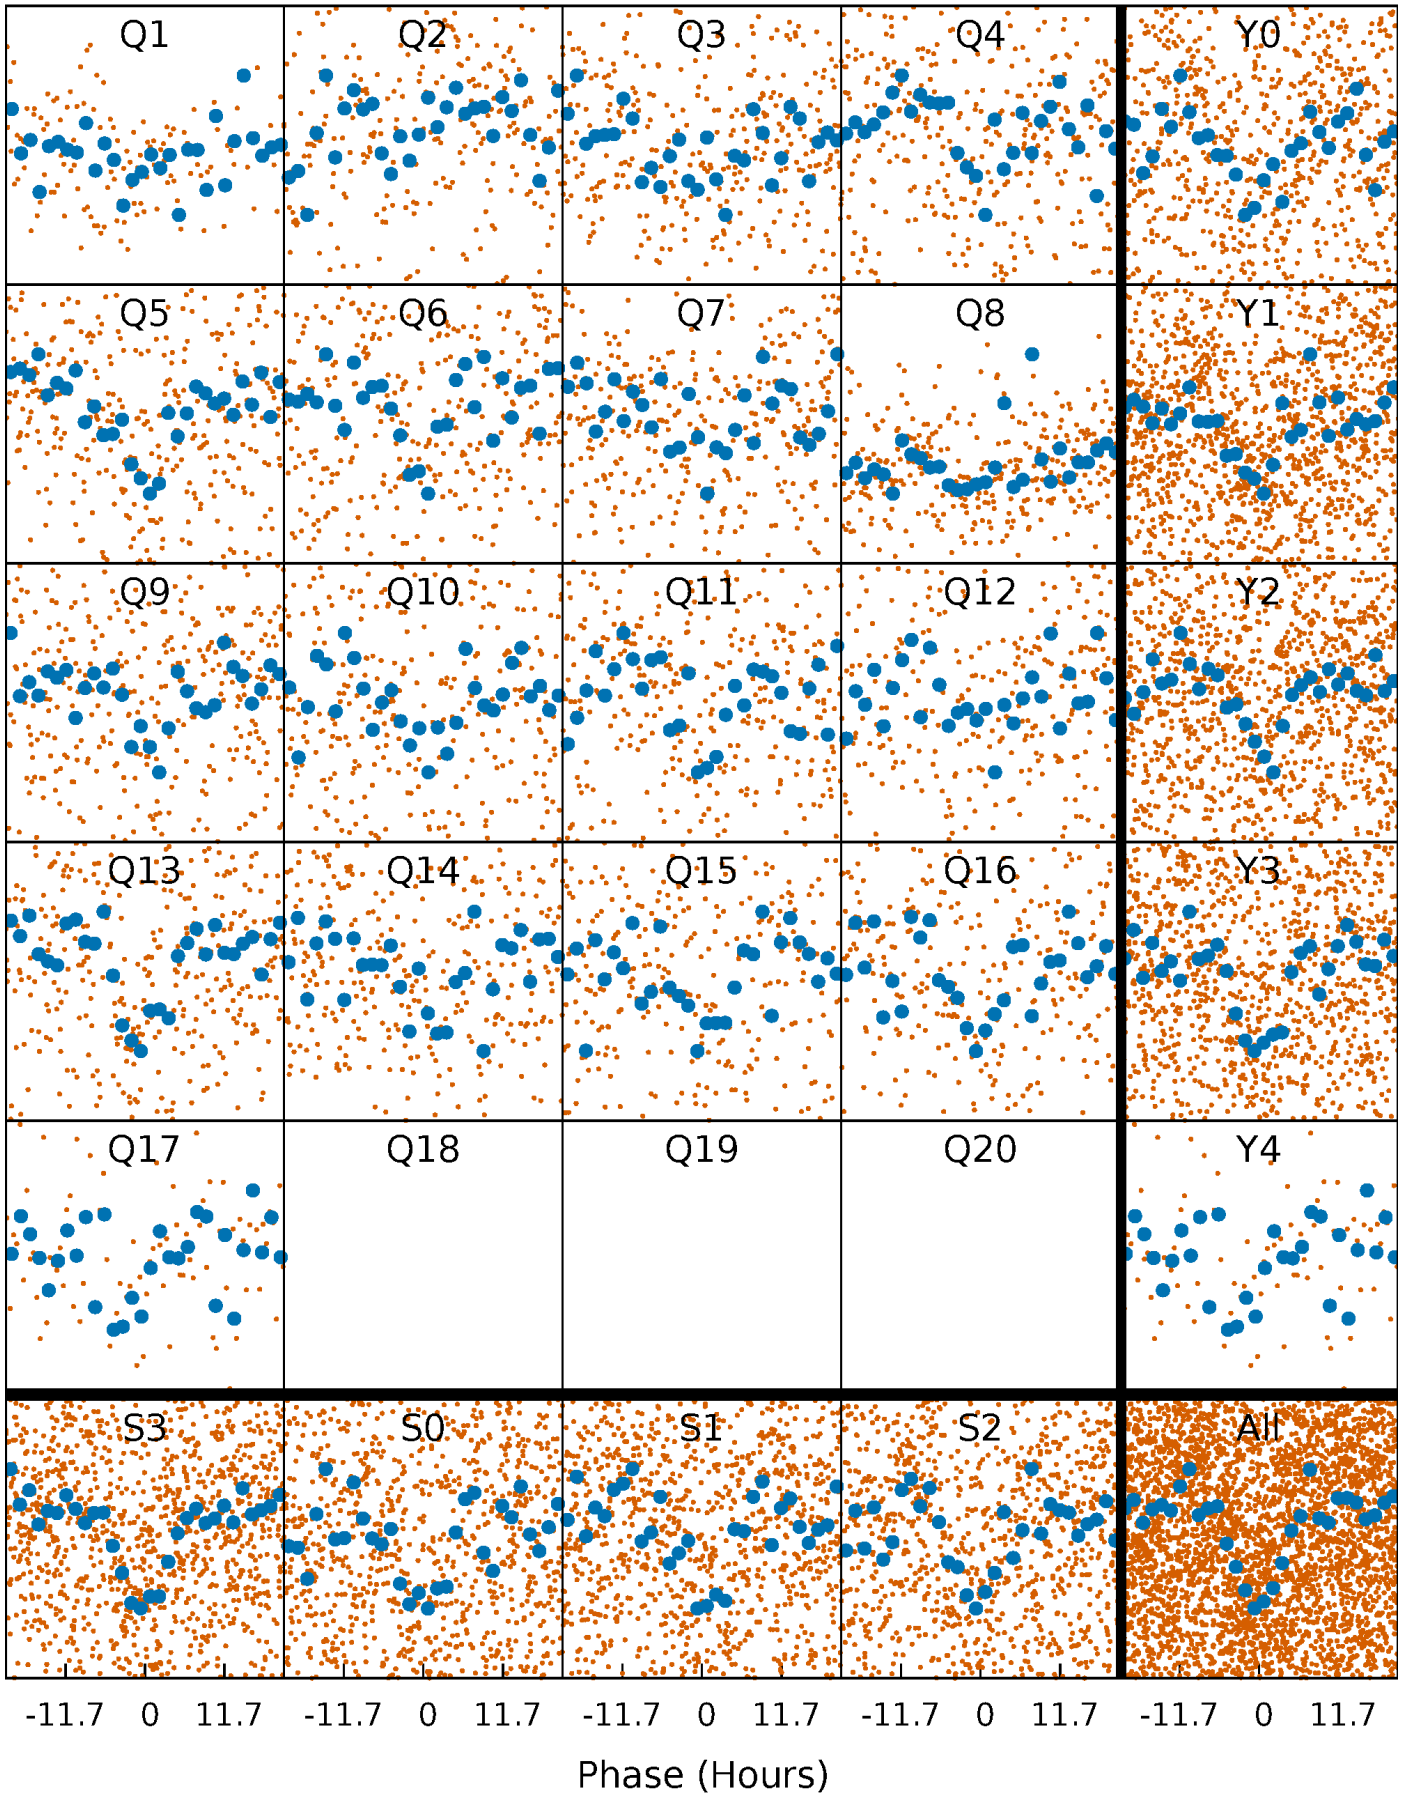 Q1 Q2 Q3 Q4 Y0
Q5 Q6 Q7 Q8 Y1
Q9 Q10 Q11 Q12 Y2
Q13 Q14 Q15 Q16 Y3
Q17 Q18 Q19 Q20 Y4
S3 S0 S1 S2 All
-11.7 0 11.7 -11.7 0 11.7 -11.7 0 11.7 -11.7 0 11.7 -11.7 0 11.7
Phase (Hours)